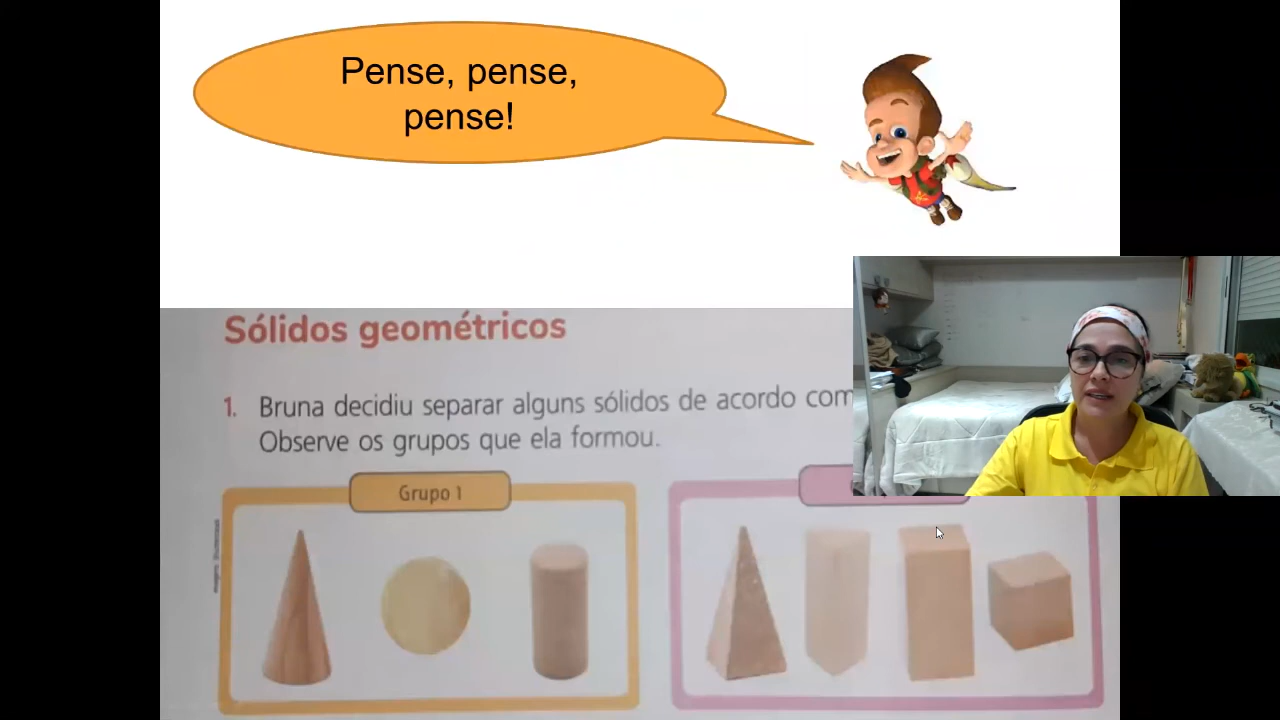 Pense, pense,
pense!
Sólidos geométricos
1. Bruna decidiu separar alguns sólidos de acordo com
Observe os grupos que ela formou.
Grupo 1